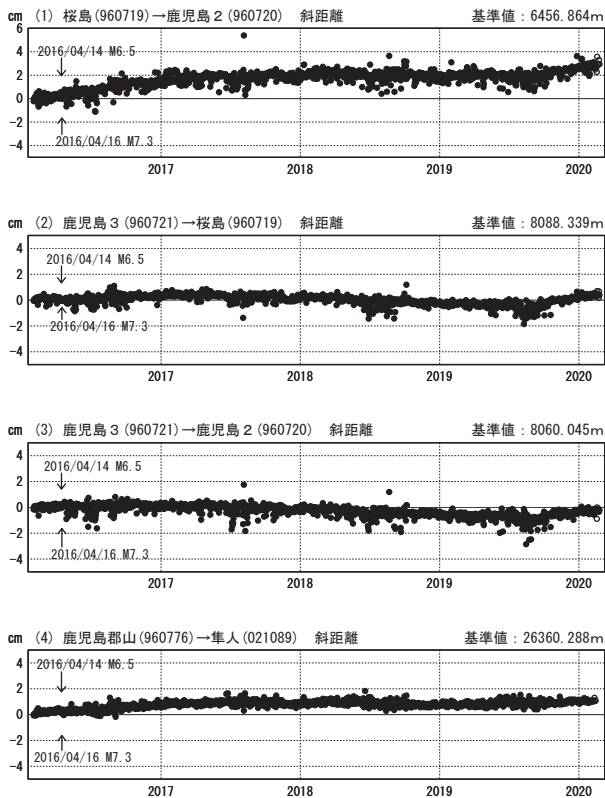 cm (1) 桜島(960719)→鹿児島2(960720) 斜距離 基準値:6456.864m
6
2016/04/14 M6.5
4
2
0
-2
2016/04/16 M7.3
-4
2017 2018 2019 2020
cm (2) 鹿児島3(960721)→桜島(960719) 斜距離 基準値:8088.339m
4
2016/04/14 M6.5
2
0
-2
2016/04/16 M7.3
-4
2017 2018 2019 2020
cm (3) 鹿児島3(960721)→鹿児島2(960720) 斜距離 基準値:8060.045m
4
2016/04/14 M6.5
2
0
-2
2016/04/16 M7.3
-4
2017 2018 2019 2020
cm (4) 鹿児島郡山(960776)→隼人(021089) 斜距離 基準値:26360.288m
4
2016/04/14 M6.5
2
0
-2
2016/04/16 M7.3
-4
2017 2018 2019 2020